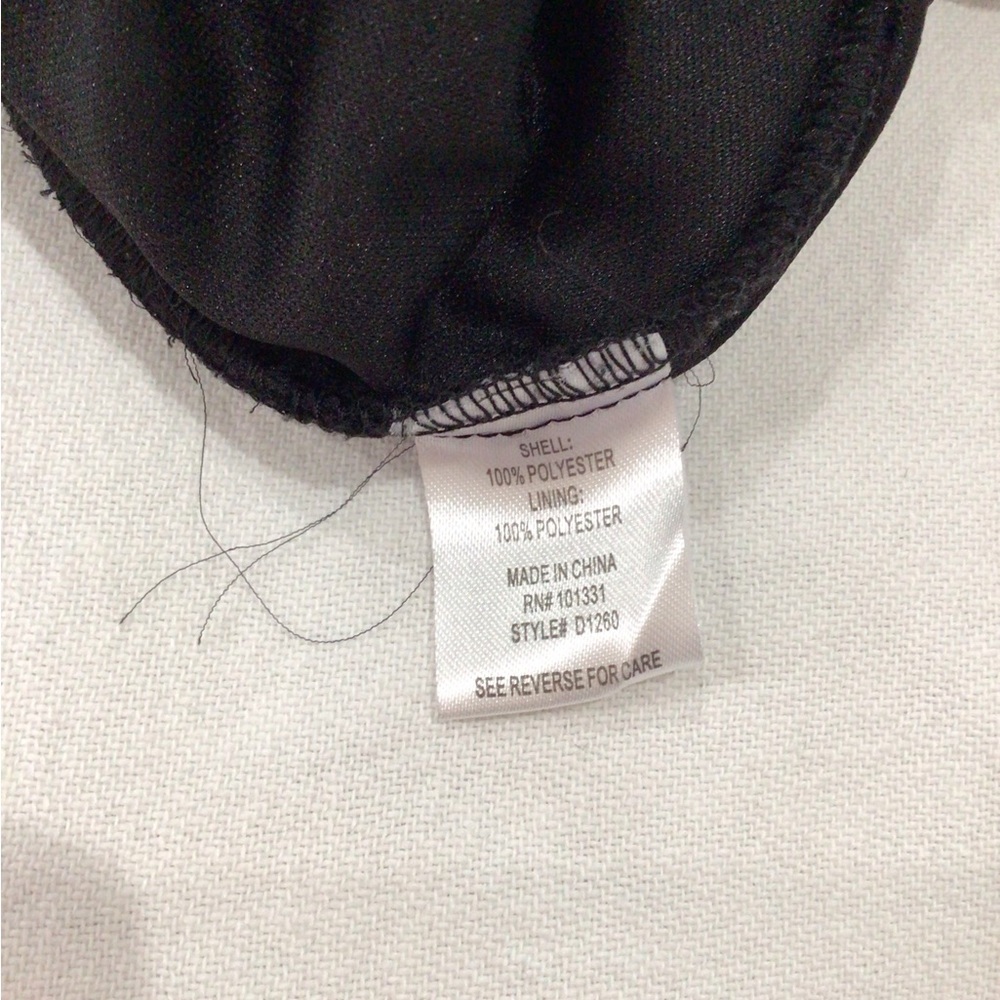 SHELL:
100% POLYESTER
LINING:
100% POLYESTER
MADE IN CHINA
RN# 101331
STYLE# D1260
SEE REVERSE FOR CARE